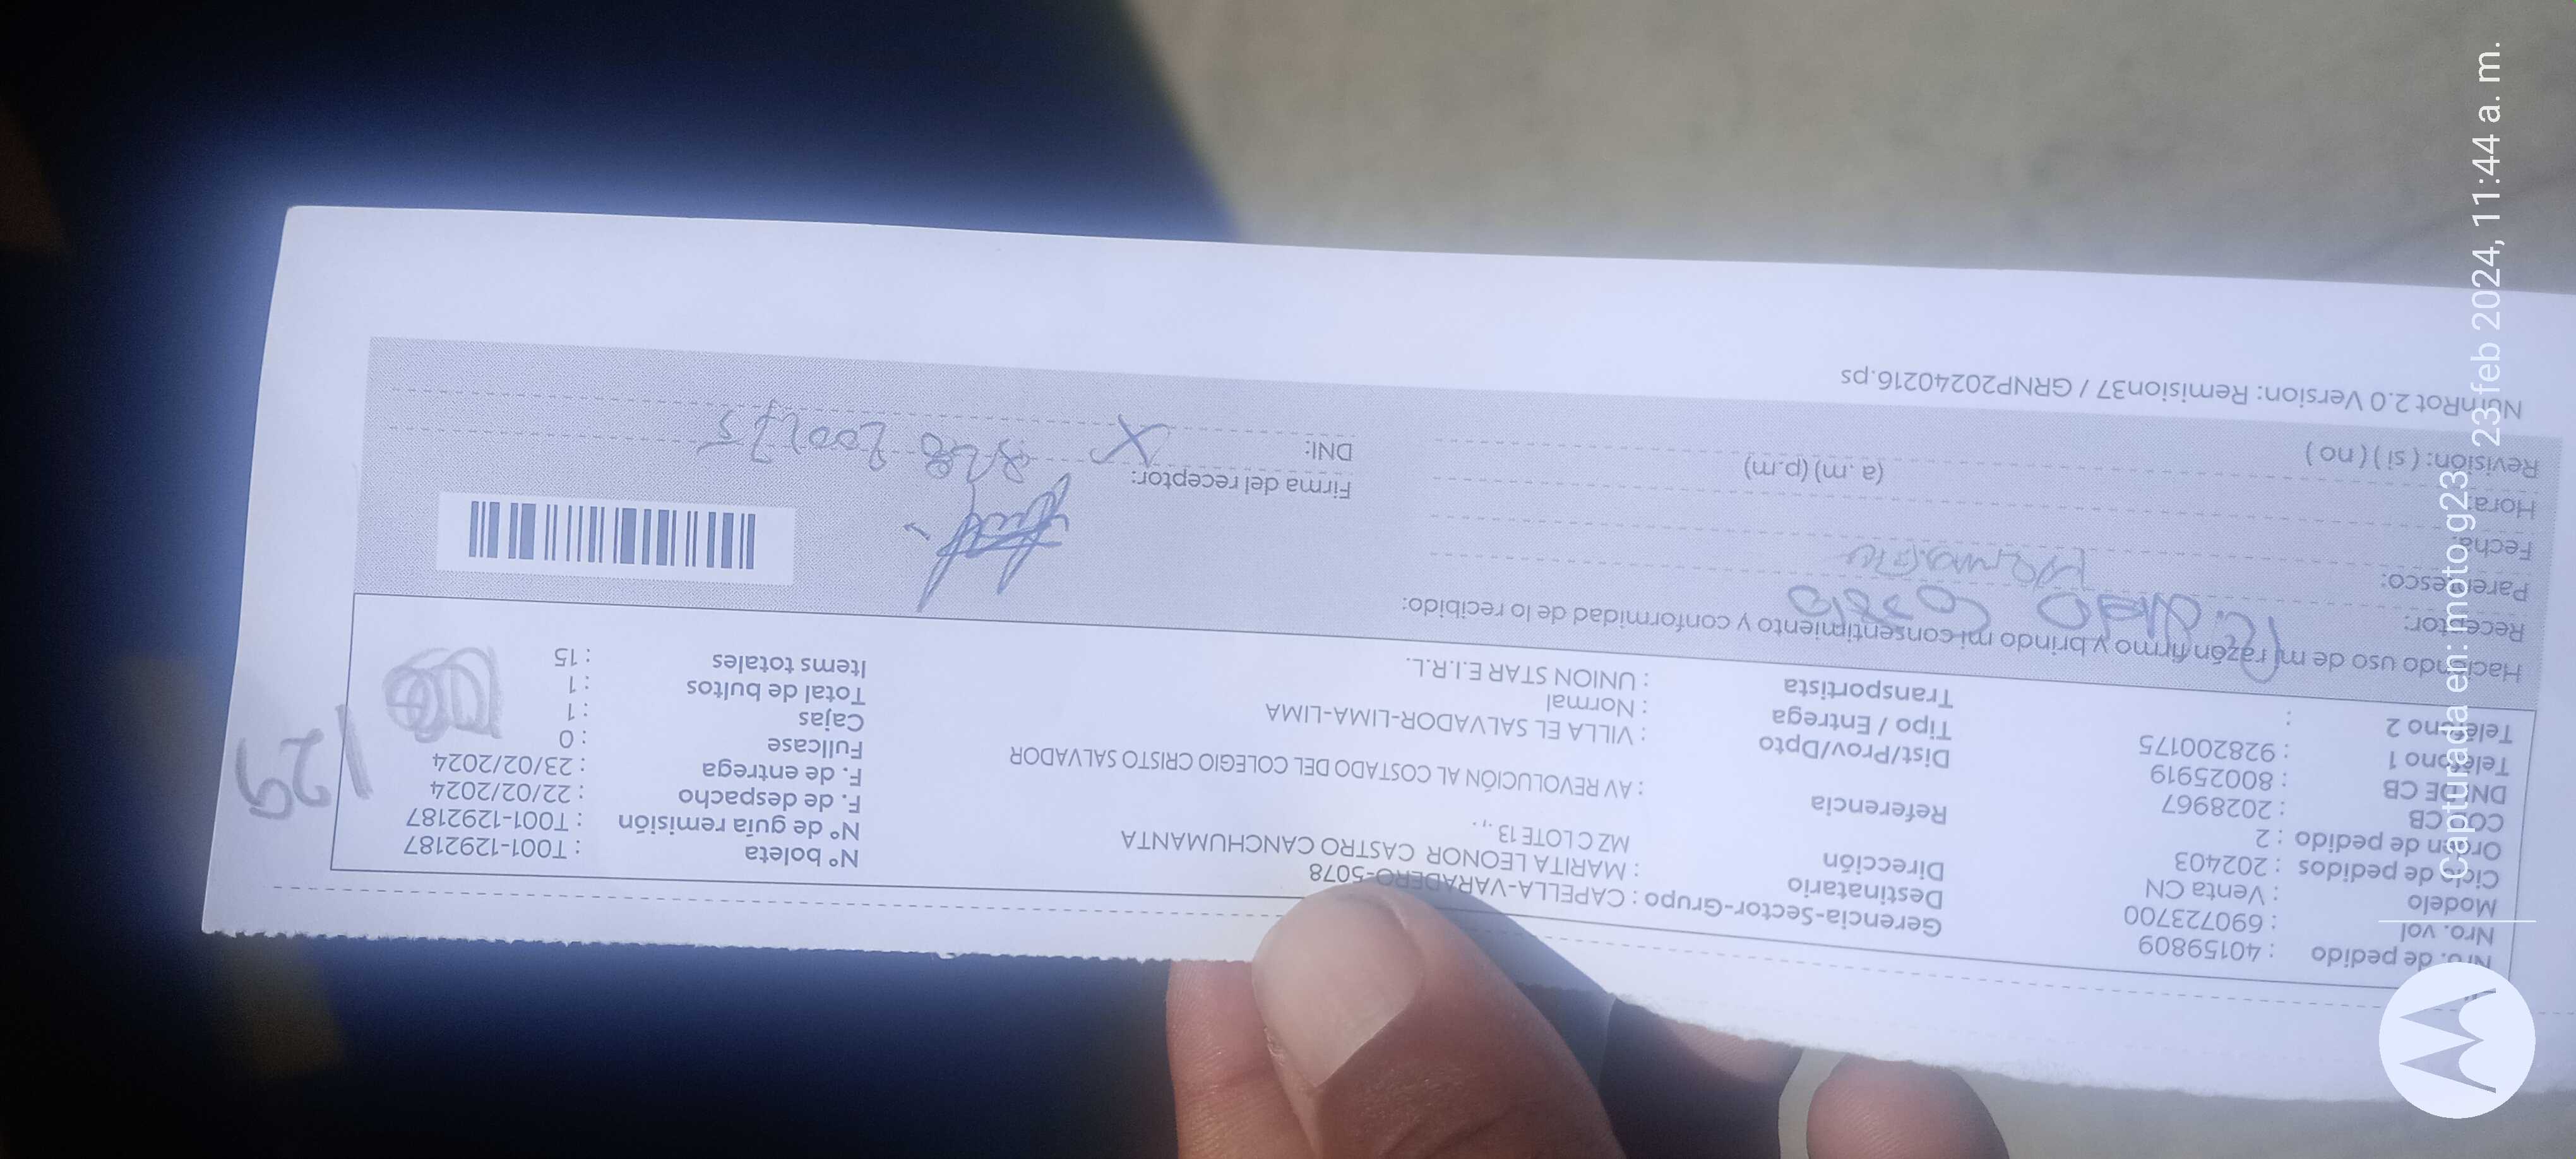 Nro. de pedido : 40159809
Nro. vol : 690723700
Modelo : Venta CN
Ciclo de pedidos : 202403
Orden de pedido : 2
COD CB : 2028967
DNI DE CB : 80025919
Teléfono 1 : 928200175
Teléfono 2 :
Gerencia-Sector-Grupo : CAPELLA-VARADERO-5078
Destinatario : MARITA LEONOR CASTRO CANCHUMANTA
Dirección MZ C LOTE 13 .,.
Referencia : AV REVOLUCIÓN AL COSTADO DEL COLEGIO CRISTO SALVADOR
Dist/Prov/Dpto : VILLA EL SALVADOR-LIMA-LIMA
Tipo / Entrega : Normal
Transportista : UNION STAR E.I.R.L.
N° boleta : T001-1292187
N° de guía remisión : T001-1292187
F. de despacho : 22/02/2024
F. de entrega : 23/02/2024
Fullcase : 0
Cajas : 1
Total de bultos : 1
Items totales : 15
129
Haciendo uso de mi razón firmo y brindo mi consentimiento y conformidad de lo recibido:
Receptor:
Parentesco:
Fecha:
Hora: (a. m) (p.m)
Revisión: ( si ) ( no )
Firma del receptor:
DNI: X
NumRot 2.0 Version: Remision37 / GRNP20240216.ps
Capturada en: moto g23
23 feb 2024, 11:44 a. m.